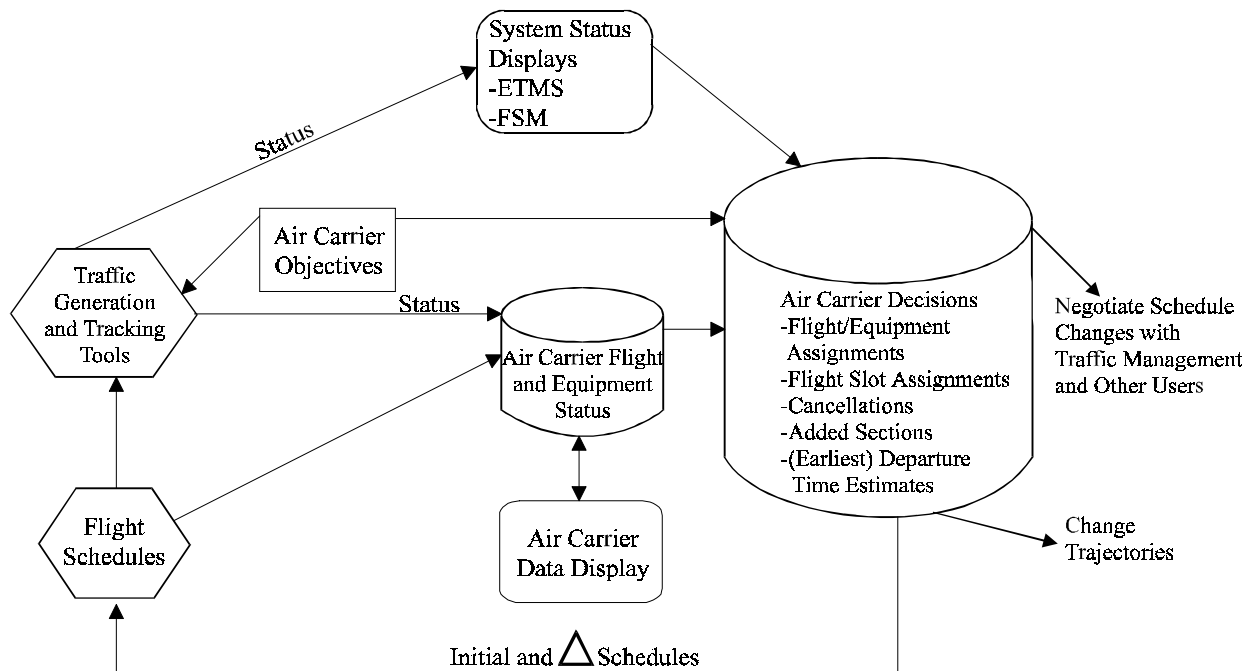 System Status
Displays
-ETMS
-FSM
Status
Air Carrier
Objectives
Traffic
Generation
and Tracking
Tools
Status
Air Carrier Flight
and Equipment
Status
Air Carrier Decisions
-Flight/Equipment
Assignments
-Flight Slot Assignments
-Cancellations
-Added Sections
-(Earliest) Departure
Time Estimates
Negotiate Schedule
Changes with
Traffic Management
and Other Users
Flight
Schedules
Air Carrier
Data Display
Change
Trajectories
Initial and △ Schedules